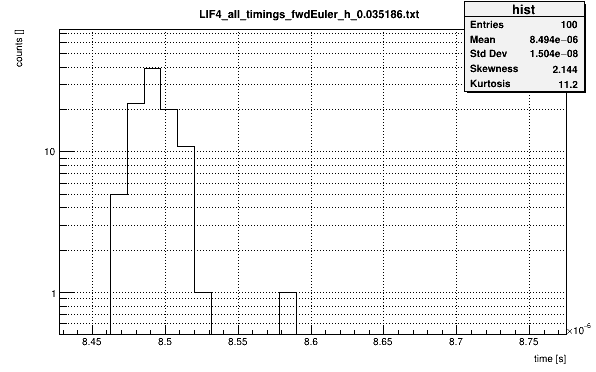 LIF4_all_timings_fwdEuler_h_0.035186.txt
hist
Entries 100
Mean 8.494e−06
Std Dev 1.504e−08
Skewness 2.144
Kurtosis 11.2
counts []
10
1
8.45 8.5 8.55 8.6 8.65 8.7 8.75
×10⁻⁶
time [s]